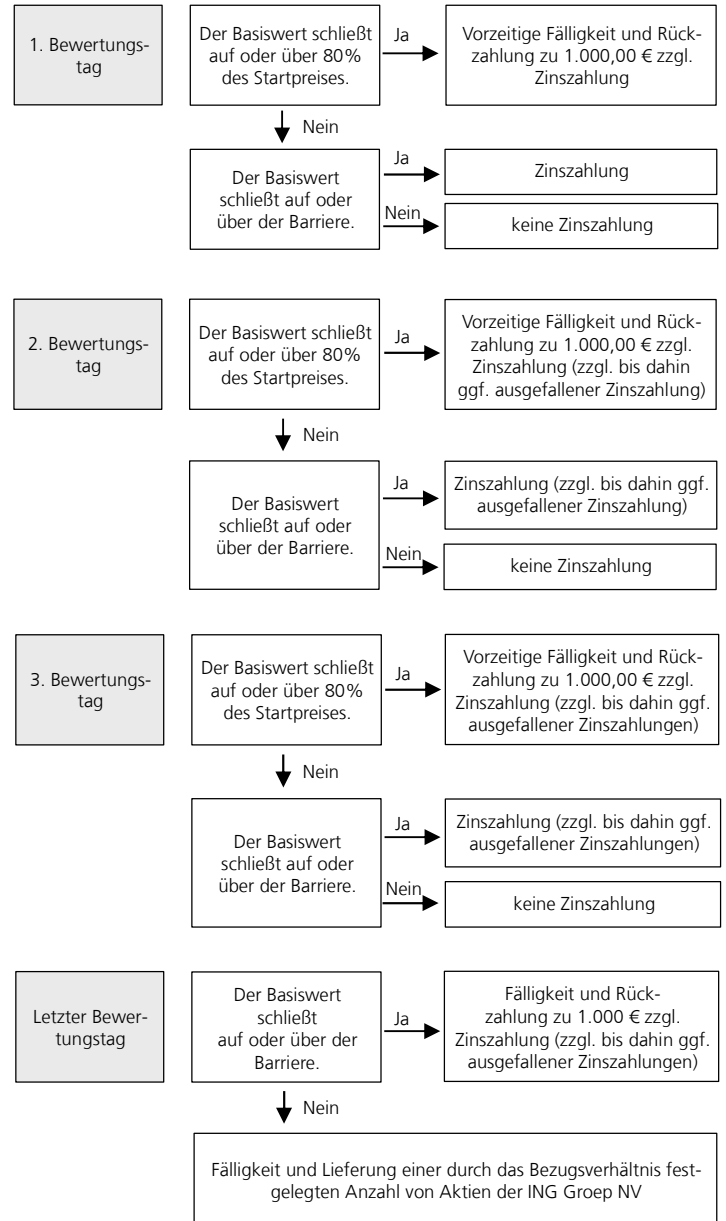 1. Bewertungs-
tag
Der Basiswert schließt
auf oder über 80%
des Startpreises.
Ja
Vorzeitige Fälligkeit und Rück-
zahlung zu 1.000,00 € zzgl.
Zinszahlung
Nein
Der Basiswert
schließt auf oder
über der Barriere.
Ja
Zinszahlung
Nein
keine Zinszahlung
2. Bewertungs-
tag
Der Basiswert schließt
auf oder über 80%
des Startpreises.
Ja
Vorzeitige Fälligkeit und Rück-
zahlung zu 1.000,00 € zzgl.
Zinszahlung (zzgl. bis dahin
ggf. ausgefallener Zinszahlung)
Nein
Der Basiswert
schließt auf oder
über der Barriere.
Ja
Zinszahlung (zzgl. bis dahin ggf.
ausgefallener Zinszahlung)
Nein
keine Zinszahlung
3. Bewertungs-
tag
Der Basiswert schließt
auf oder über 80%
des Startpreises.
Ja
Vorzeitige Fälligkeit und Rück-
zahlung zu 1.000,00 € zzgl.
Zinszahlung (zzgl. bis dahin ggf.
ausgefallener Zinszahlungen)
Nein
Der Basiswert
schließt auf oder
über der Barriere.
Ja
Zinszahlung (zzgl. bis dahin ggf.
ausgefallener Zinszahlungen)
Nein
keine Zinszahlung
Letzter Bewer-
tungstag
Der Basiswert
schließt
auf oder über der
Barriere.
Ja
Fälligkeit und Rück-
zahlung zu 1.000 € zzgl.
Zinszahlung (zzgl. bis dahin ggf.
ausgefallener Zinszahlungen)
Nein
Fälligkeit und Lieferung einer durch das Bezugsverhältnis fest-
gelegten Anzahl von Aktien der ING Groep NV